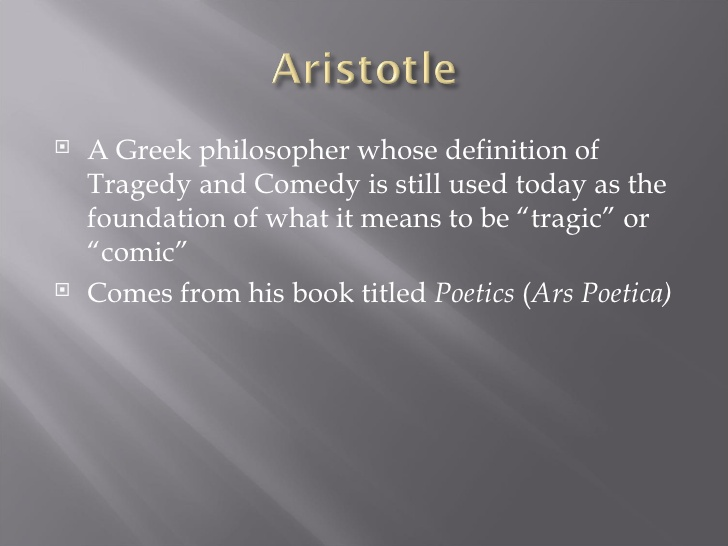 Aristotle
A Greek philosopher whose definition of
Tragedy and Comedy is still used today as the
foundation of what it means to be “tragic” or
“comic”
Comes from his book titled Poetics (Ars Poetica)